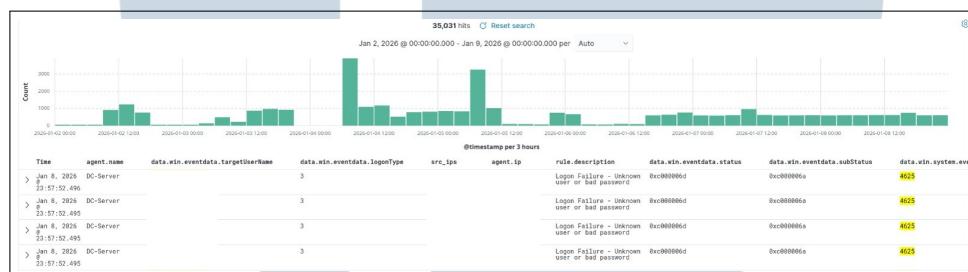 35,031 hits Reset search
Jan 2, 2026 @ 00:00:00.000 - Jan 9, 2026 @ 00:00:00.000 per Auto
Count
3000
2000
1000
0
2026-01-02 00:00 2026-01-02 12:00 2026-01-03 00:00 2026-01-03 12:00 2026-01-04 00:00 2026-01-04 12:00 2026-01-05 00:00 2026-01-05 12:00 2026-01-06 00:00 2026-01-06 12:00 2026-01-07 00:00 2026-01-07 12:00 2026-01-08 00:00 2026-01-08 12:00
@timestamp per 3 hours
Time agent.name data.win.eventdata.targetUserName data.win.eventdata.logonType src_ips agent.ip rule.description data.win.eventdata.status data.win.eventdata.subStatus data.win.system.eve
Jan 8, 2026 DC-Server 3 Logon Failure - Unknown 0xc000006d 0xc000006a 4625
@ user or bad password
23:57:52.496
Jan 8, 2026 DC-Server 3 Logon Failure - Unknown 0xc000006d 0xc000006a 4625
@ user or bad password
23:57:52.495
Jan 8, 2026 DC-Server 3 Logon Failure - Unknown 0xc000006d 0xc000006a 4625
@ user or bad password
23:57:52.495
Jan 8, 2026 DC-Server 3 Logon Failure - Unknown 0xc000006d 0xc000006a 4625
@ user or bad password
23:57:52.495